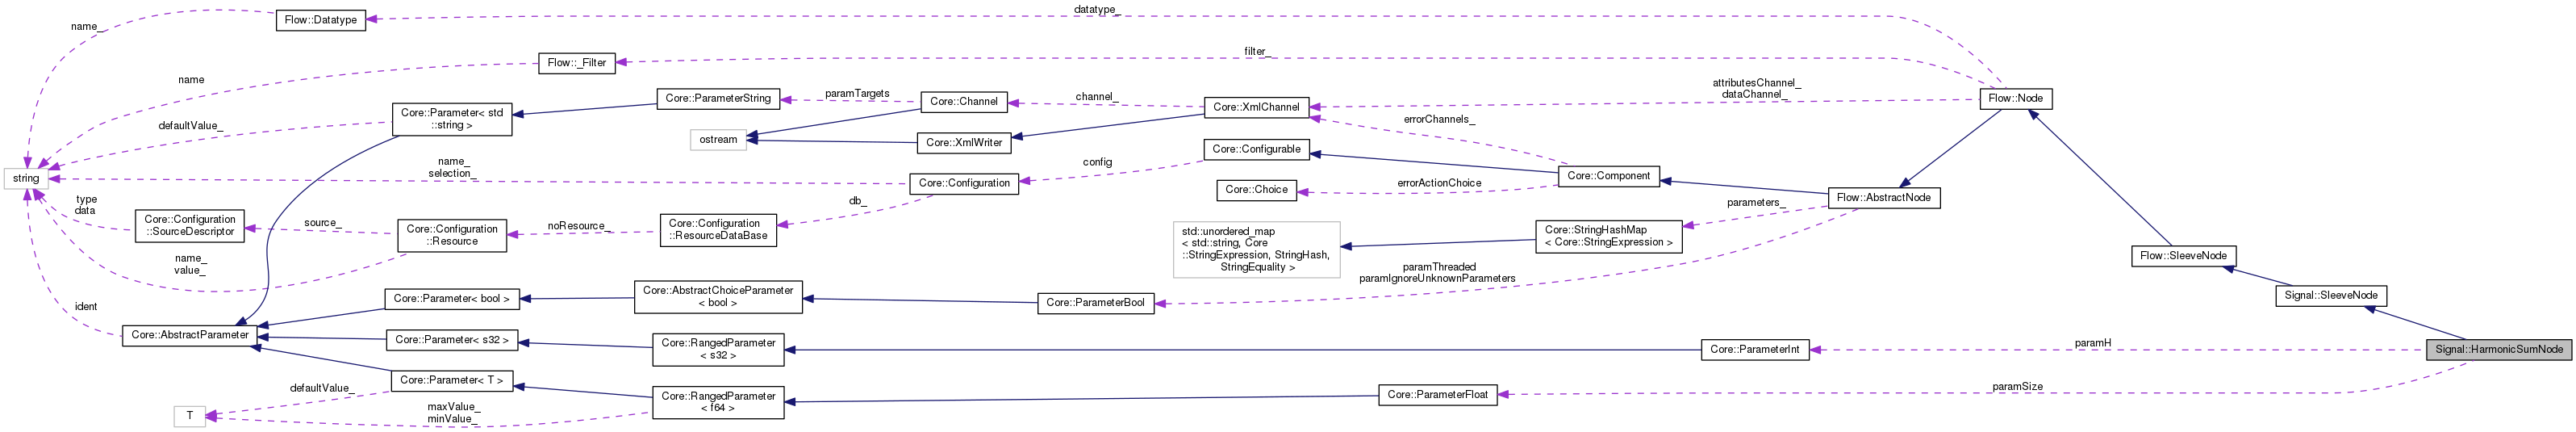 datatype_
Flow::Datatype
name_
filter_
Flow::_Filter
name
attributesChannel_
dataChannel_
Flow::Node
Core::ParameterString
paramTargets
Core::Channel
channel_
Core::XmlChannel
Core::Parameter< std
::string >
defaultValue_
errorChannels_
ostream
Core::XmlWriter
Core::Configurable
config
name_
selection_
string
Core::Configuration
Core::Choice
errorActionChoice
Core::Component
Flow::AbstractNode
type
data
Core::Configuration
::SourceDescriptor
source_
Core::Configuration
::Resource
noResource_
Core::Configuration
::ResourceDataBase
db_
parameters_
Core::StringHashMap
< Core::StringExpression >
std::unordered_map
< std::string, Core
::StringExpression, StringHash,
StringEquality >
name_
value_
paramThreaded
paramIgnoreUnknownParameters
Flow::SleeveNode
ident
Core::Parameter< bool >
Core::AbstractChoiceParameter
< bool >
Core::ParameterBool
Signal::SleeveNode
Core::AbstractParameter
Core::Parameter< s32 >
Core::RangedParameter
< s32 >
Core::ParameterInt
paramH
Signal::HarmonicSumNode
Core::Parameter< T >
defaultValue_
T
maxValue_
minValue_
Core::RangedParameter
< f64 >
Core::ParameterFloat
paramSize